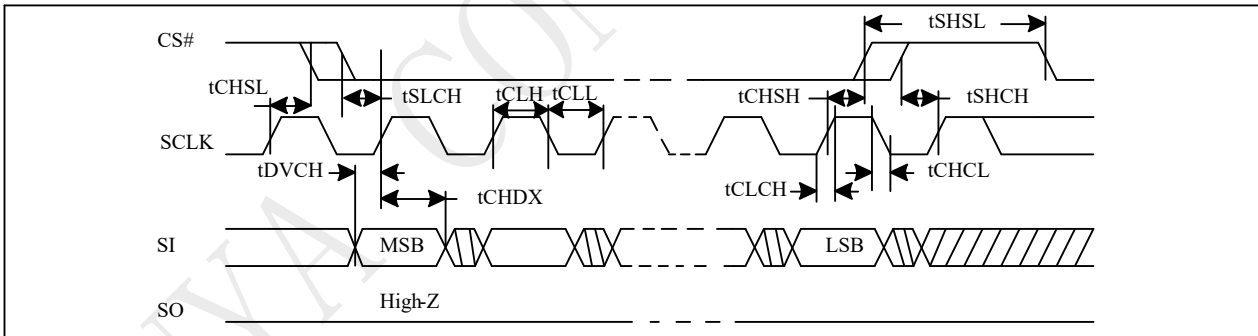 tSHSL
CS#
tCHSL
tSLCH
tCLH
tCLL
tCHSH
tSHCH
SCLK
tDVCH
tCHDX
tCLCH
tCHCL
SI
MSB
LSB
SO
High-Z